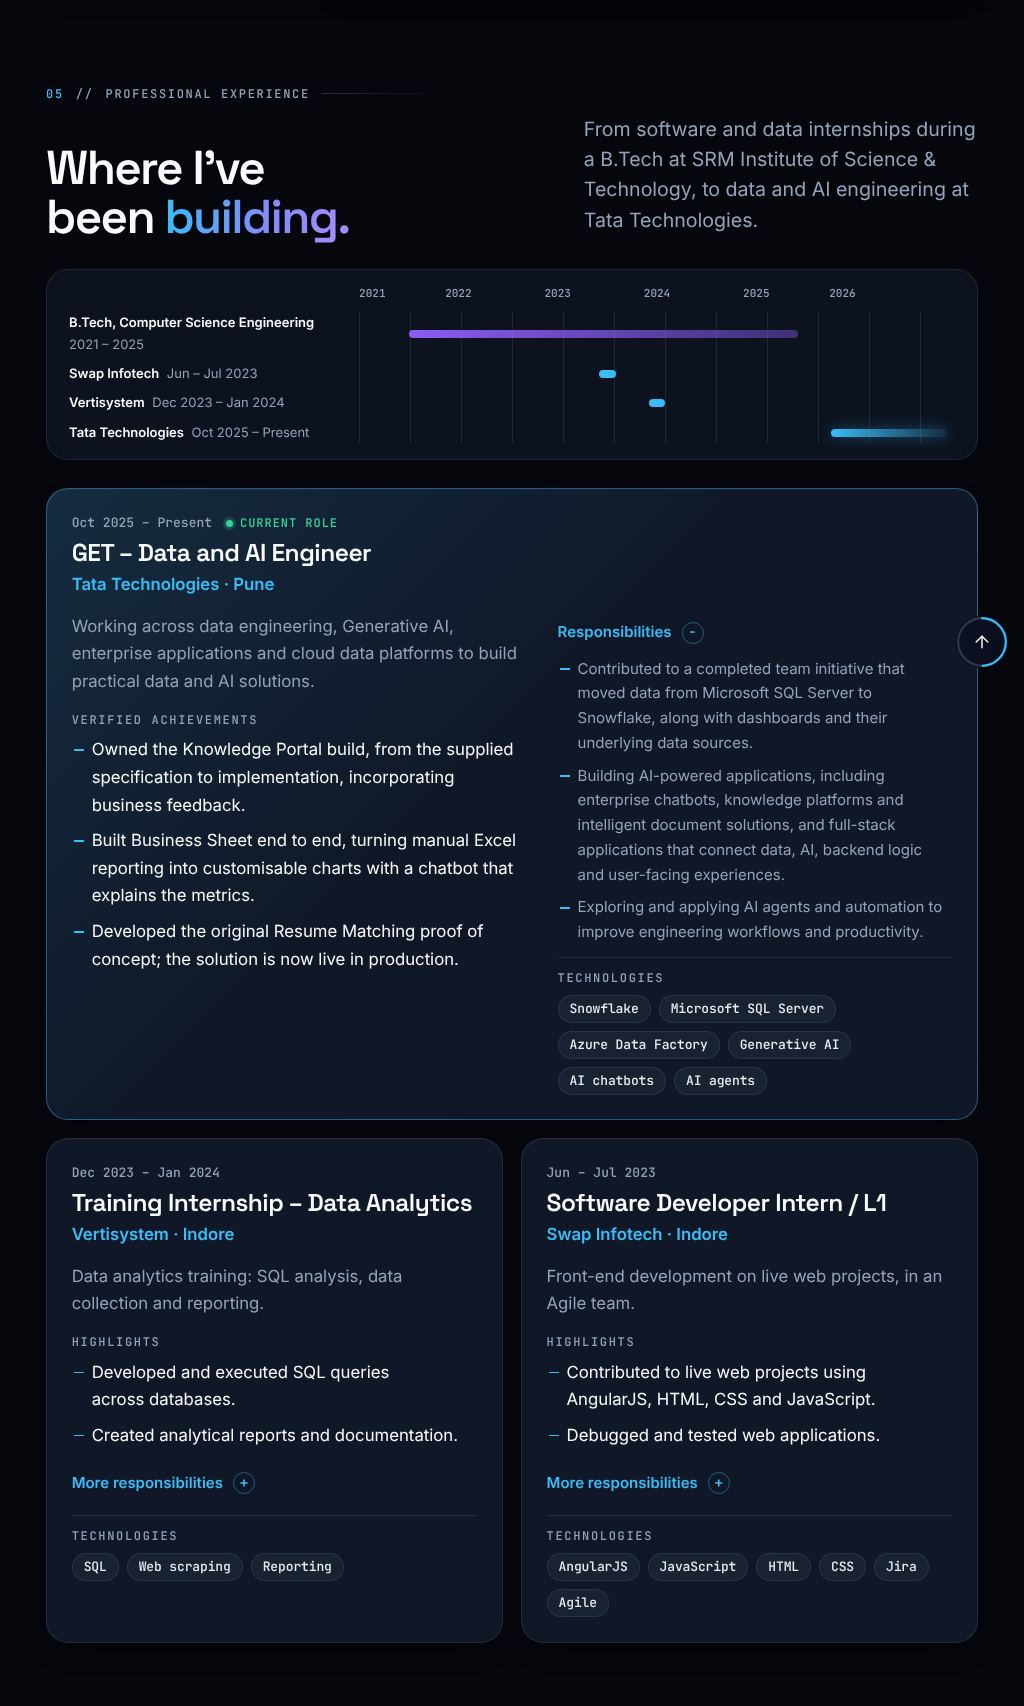 05 // PROFESSIONAL EXPERIENCE
Where I’ve
been building.
From software and data internships during
a B.Tech at SRM Institute of Science &
Technology, to data and AI engineering at
Tata Technologies.
2021 2022 2023 2024 2025 2026
B.Tech, Computer Science Engineering
2021 – 2025
Swap Infotech Jun – Jul 2023
Vertisystem Dec 2023 – Jan 2024
Tata Technologies Oct 2025 – Present
Oct 2025 – Present CURRENT ROLE
GET – Data and AI Engineer
Tata Technologies · Pune
Working across data engineering, Generative AI,
enterprise applications and cloud data platforms to build
practical data and AI solutions.
VERIFIED ACHIEVEMENTS
– Owned the Knowledge Portal build, from the supplied
specification to implementation, incorporating
business feedback.
– Built Business Sheet end to end, turning manual Excel
reporting into customisable charts with a chatbot that
explains the metrics.
– Developed the original Resume Matching proof of
concept; the solution is now live in production.
Responsibilities -
– Contributed to a completed team initiative that
moved data from Microsoft SQL Server to
Snowflake, along with dashboards and their
underlying data sources.
– Building AI-powered applications, including
enterprise chatbots, knowledge platforms and
intelligent document solutions, and full-stack
applications that connect data, AI, backend logic
and user-facing experiences.
– Exploring and applying AI agents and automation to
improve engineering workflows and productivity.
TECHNOLOGIES
Snowflake Microsoft SQL Server
Azure Data Factory Generative AI
AI chatbots AI agents
Dec 2023 – Jan 2024
Training Internship – Data Analytics
Vertisystem · Indore
Data analytics training: SQL analysis, data
collection and reporting.
HIGHLIGHTS
– Developed and executed SQL queries
across databases.
– Created analytical reports and documentation.
More responsibilities +
TECHNOLOGIES
SQL Web scraping Reporting
Jun – Jul 2023
Software Developer Intern / L1
Swap Infotech · Indore
Front-end development on live web projects, in an
Agile team.
HIGHLIGHTS
– Contributed to live web projects using
AngularJS, HTML, CSS and JavaScript.
– Debugged and tested web applications.
More responsibilities +
TECHNOLOGIES
AngularJS JavaScript HTML CSS Jira
Agile